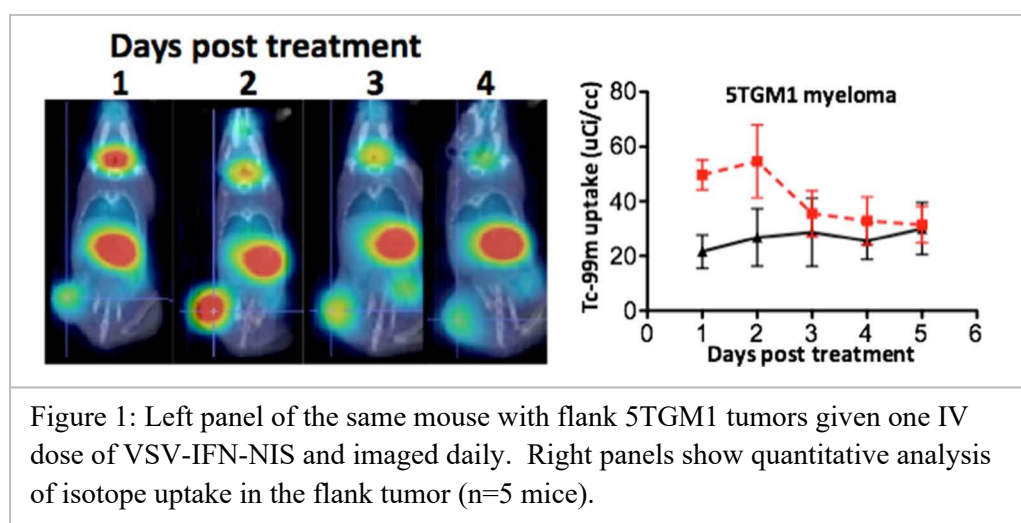 Days post treatment
1 2 3 4
5TGM1 myeloma
Tc-99m uptake (uCi/cc)
80
60
40
20
0
0 1 2 3 4 5 6
Days post treatment
Figure 1: Left panel of the same mouse with flank 5TGM1 tumors given one IV
dose of VSV-IFN-NIS and imaged daily. Right panels show quantitative analysis
of isotope uptake in the flank tumor (n=5 mice).